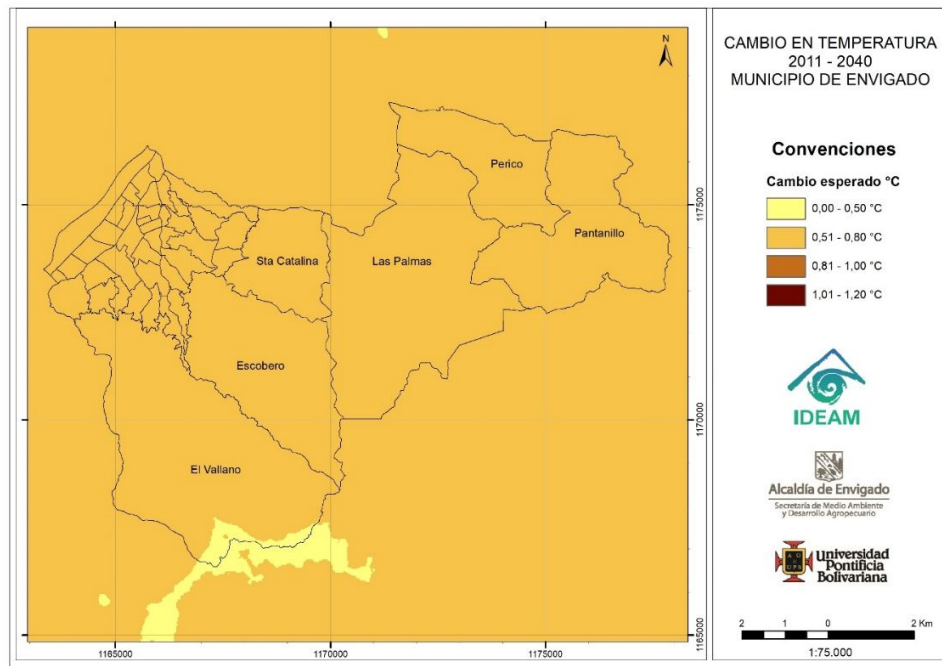 CAMBIO EN TEMPERATURA
2011 - 2040
MUNICIPIO DE ENVIGADO
Convenciones
Cambio esperado °C
0,00 - 0,50 °C
0,51 - 0,80 °C
0,81 - 1,00 °C
1,01 - 1,20 °C
IDEAM
Alcaldía de Envigado
Secretaría de Medio Ambiente
y Desarrollo Agropecuario
Universidad
Pontificia
Bolivariana
2 1 0 2 Km
1:75.000
N
Perico
Pantanillo
Sta Catalina
Las Palmas
Escobero
El Vallano
1175000
1170000
1165000
1165000
1170000
1175000